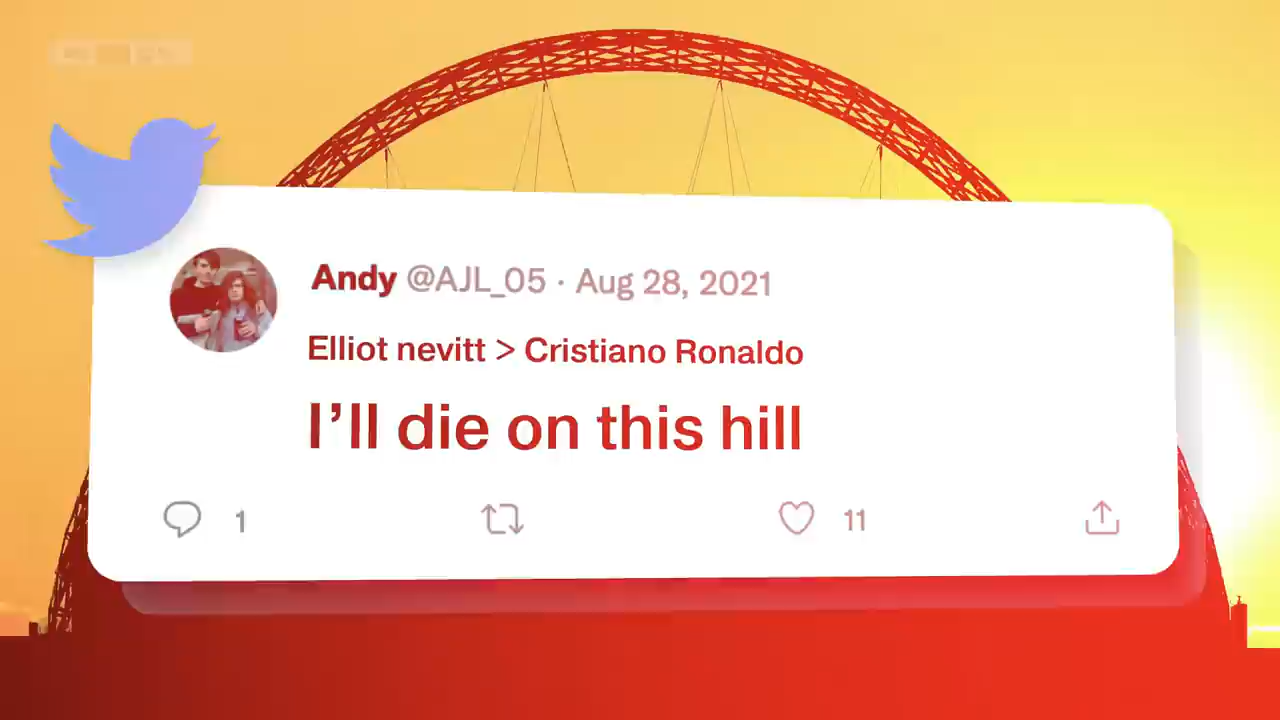 Andy @AJL_05 · Aug 28, 2021
Elliot nevitt > Cristiano Ronaldo
I’ll die on this hill
1
11